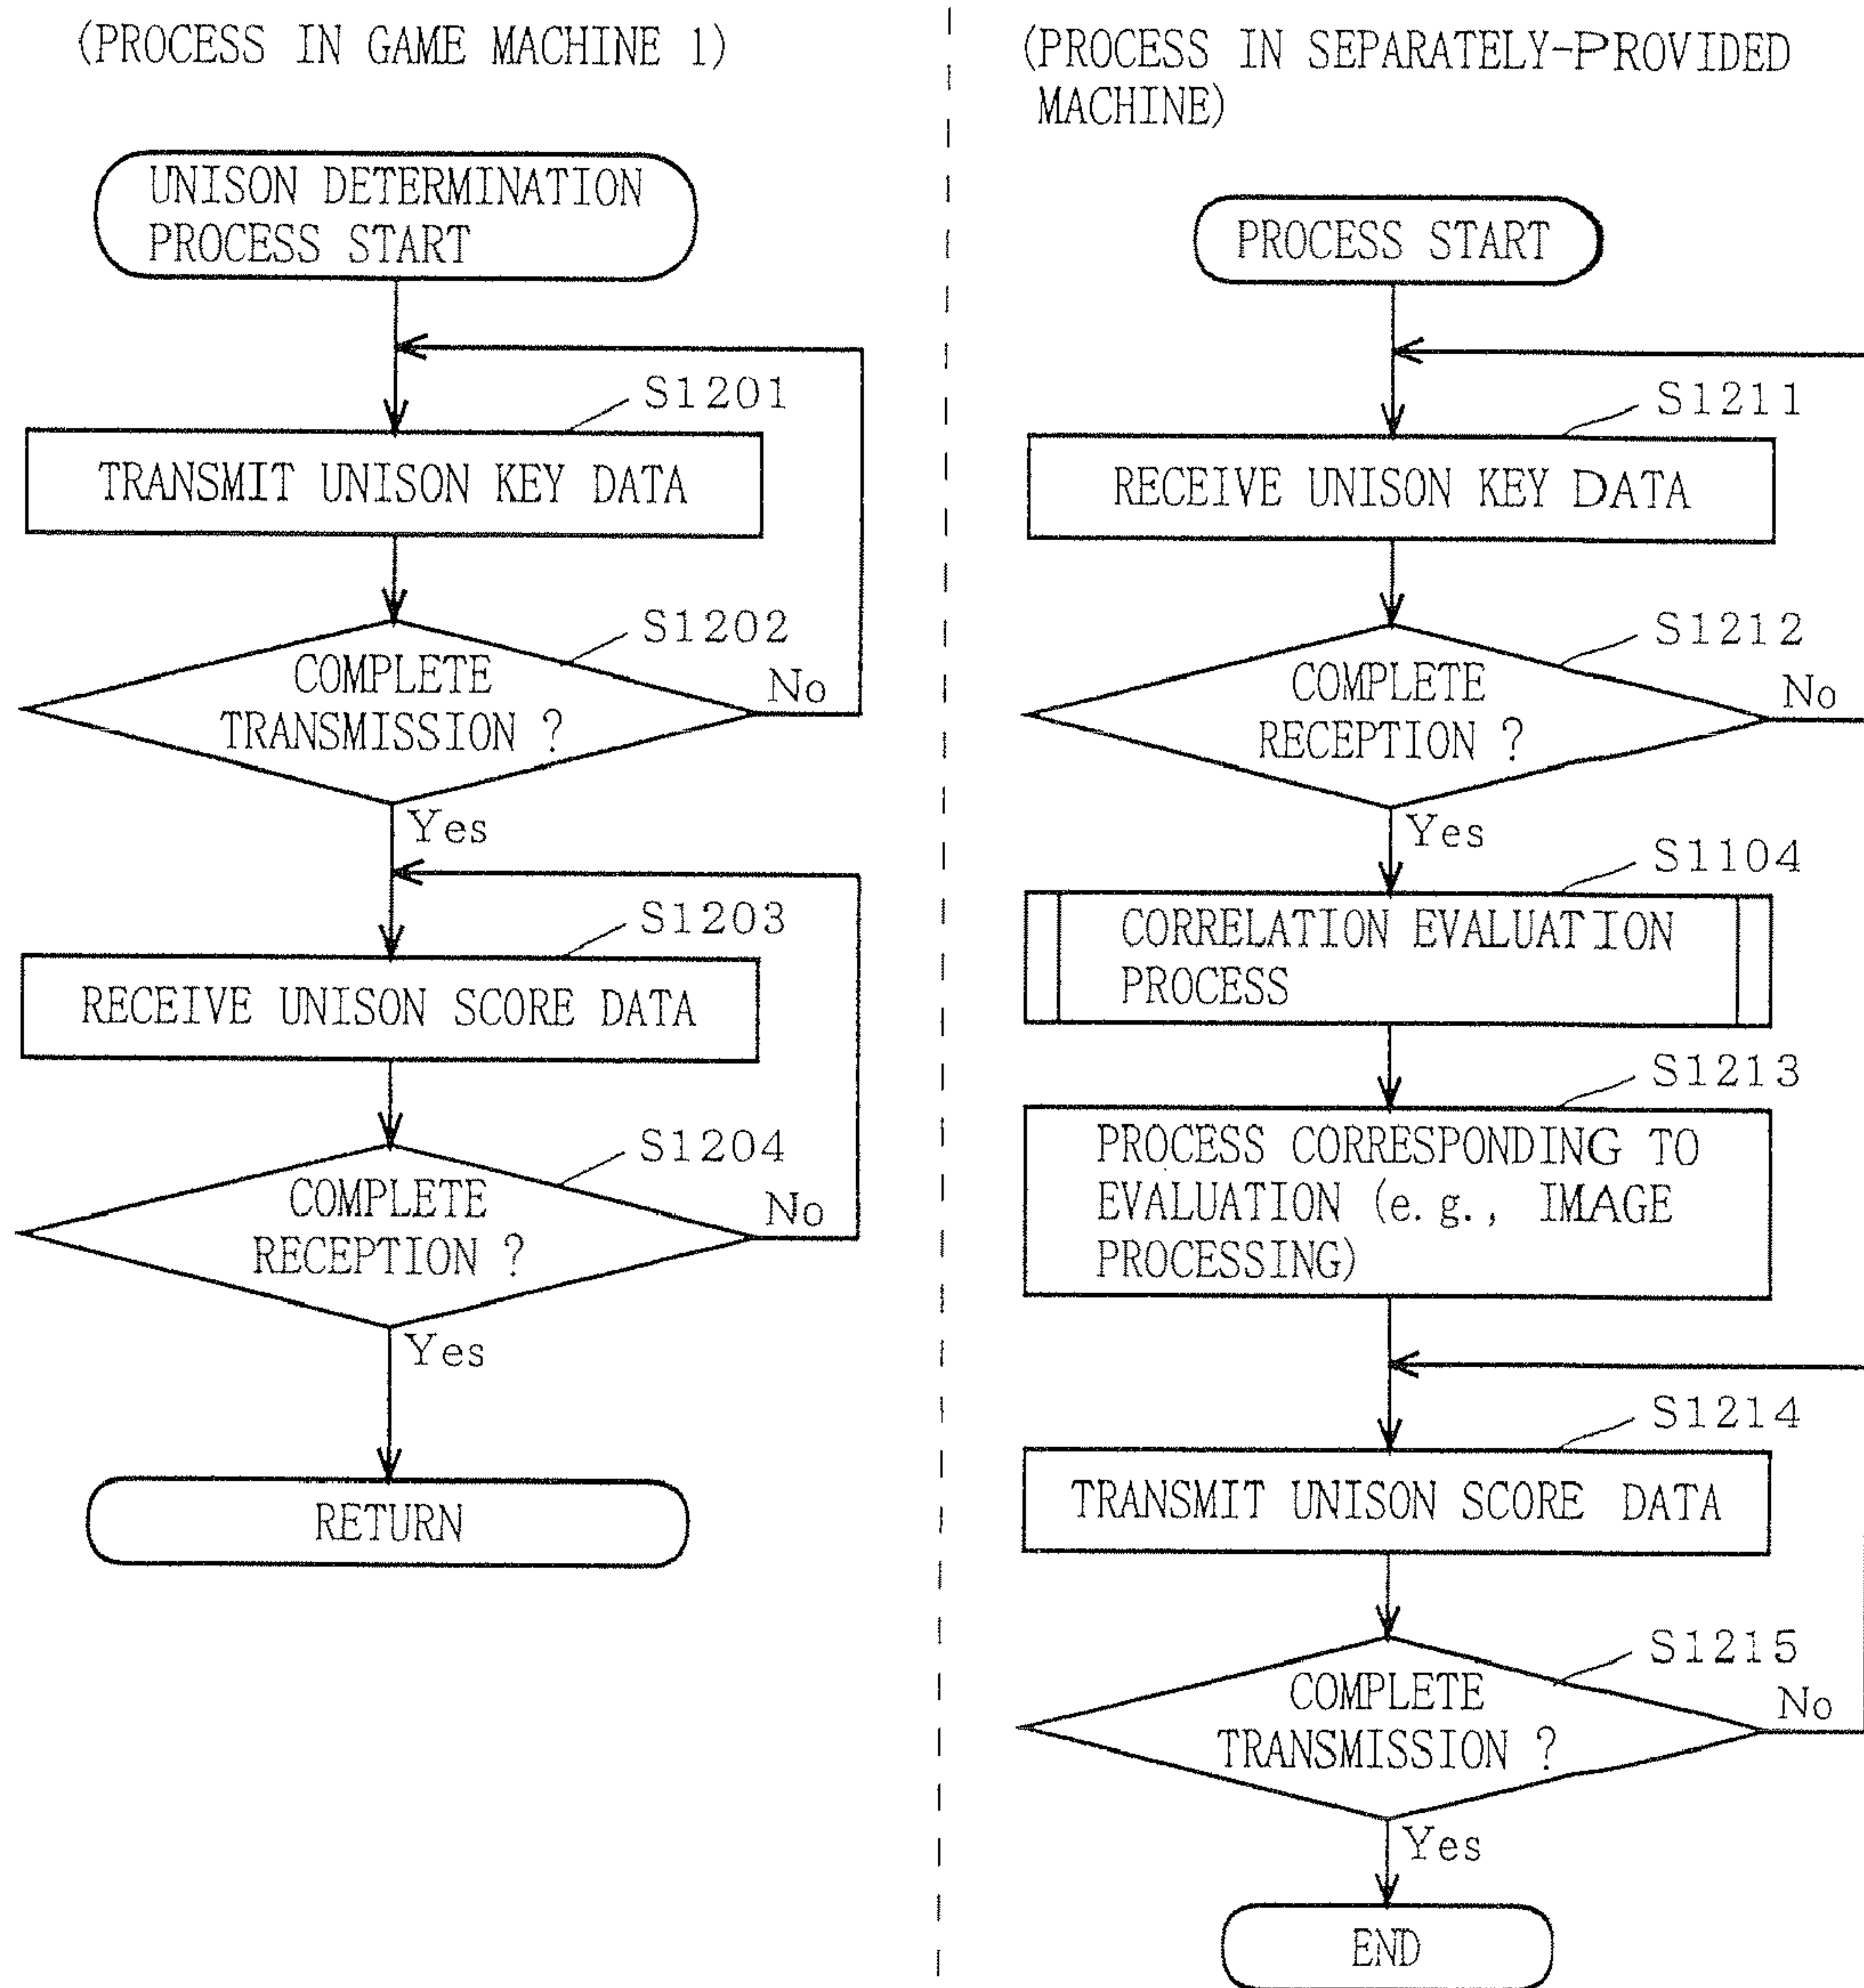 (PROCESS IN GAME MACHINE 1)
UNISON DETERMINATION
PROCESS START
S1201
TRANSMIT UNISON KEY DATA
S1202
COMPLETE
TRANSMISSION ?
No
Yes
S1203
RECEIVE UNISON SCORE DATA
S1204
COMPLETE
RECEPTION ?
No
Yes
RETURN
(PROCESS IN SEPARATELY-PROVIDED
MACHINE)
PROCESS START
S1211
RECEIVE UNISON KEY DATA
S1212
COMPLETE
RECEPTION ?
No
Yes
S1104
CORRELATION EVALUATION
PROCESS
S1213
PROCESS CORRESPONDING TO
EVALUATION (e.g., IMAGE
PROCESSING)
S1214
TRANSMIT UNISON SCORE DATA
S1215
COMPLETE
TRANSMISSION ?
No
Yes
END